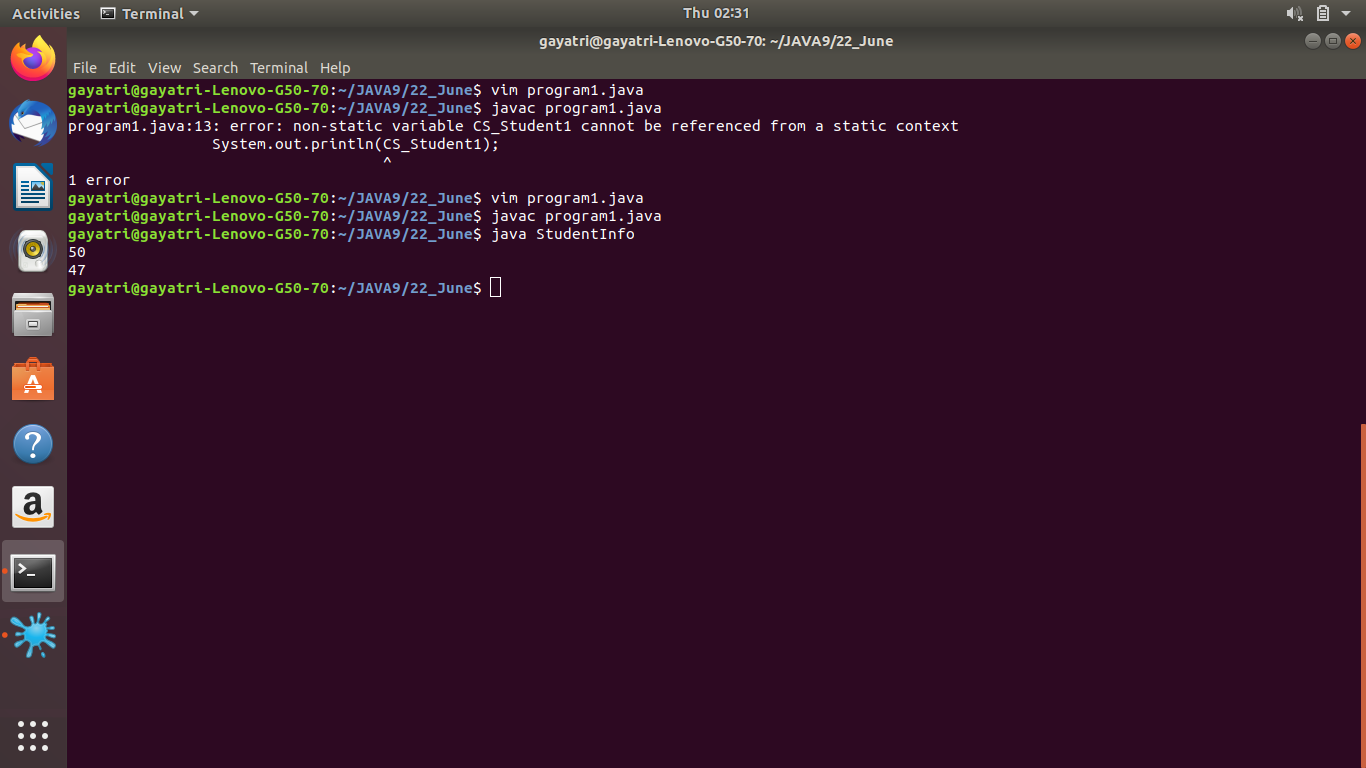 Activities Terminal Thu 02:31
gayatri@gayatri-Lenovo-G50-70: ~/JAVA9/22_June
File Edit View Search Terminal Help
gayatri@gayatri-Lenovo-G50-70:~/JAVA9/22_June$ vim program1.java
gayatri@gayatri-Lenovo-G50-70:~/JAVA9/22_June$ javac program1.java
program1.java:13: error: non-static variable CS_Student1 cannot be referenced from a static context
                System.out.println(CS_Student1);
                                   ^
1 error
gayatri@gayatri-Lenovo-G50-70:~/JAVA9/22_June$ vim program1.java
gayatri@gayatri-Lenovo-G50-70:~/JAVA9/22_June$ javac program1.java
gayatri@gayatri-Lenovo-G50-70:~/JAVA9/22_June$ java StudentInfo
50
47
gayatri@gayatri-Lenovo-G50-70:~/JAVA9/22_June$